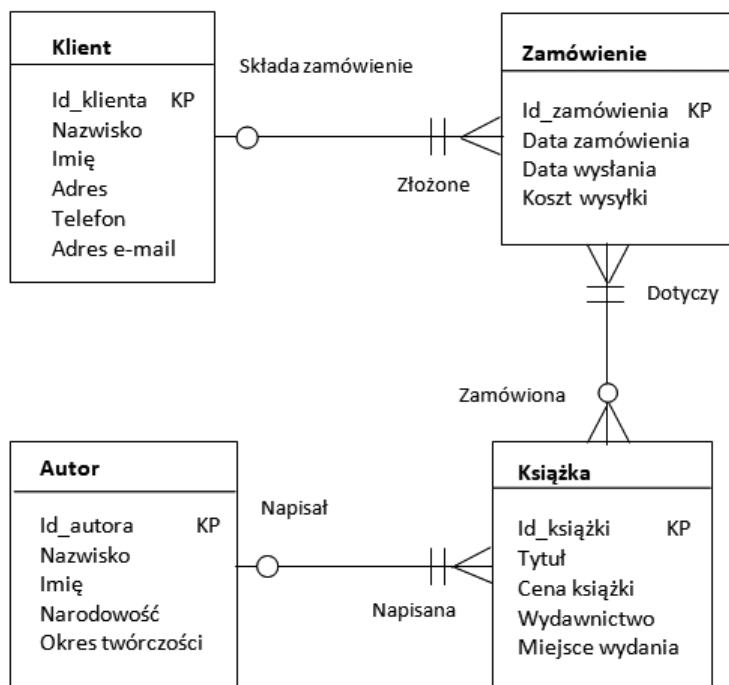 Klient
Id_klienta KP
Nazwisko
Imię
Adres
Telefon
Adres e-mail
Składa zamówienie
Złożone
Zamówienie
Id_zamówienia KP
Data zamówienia
Data wysłania
Koszt wysyłki
Dotyczy
Zamówiona
Autor
Id_autora KP
Nazwisko
Imię
Narodowość
Okres twórczości
Napisał
Napisana
Książka
Id_książki KP
Tytuł
Cena książki
Wydawnictwo
Miejsce wydania